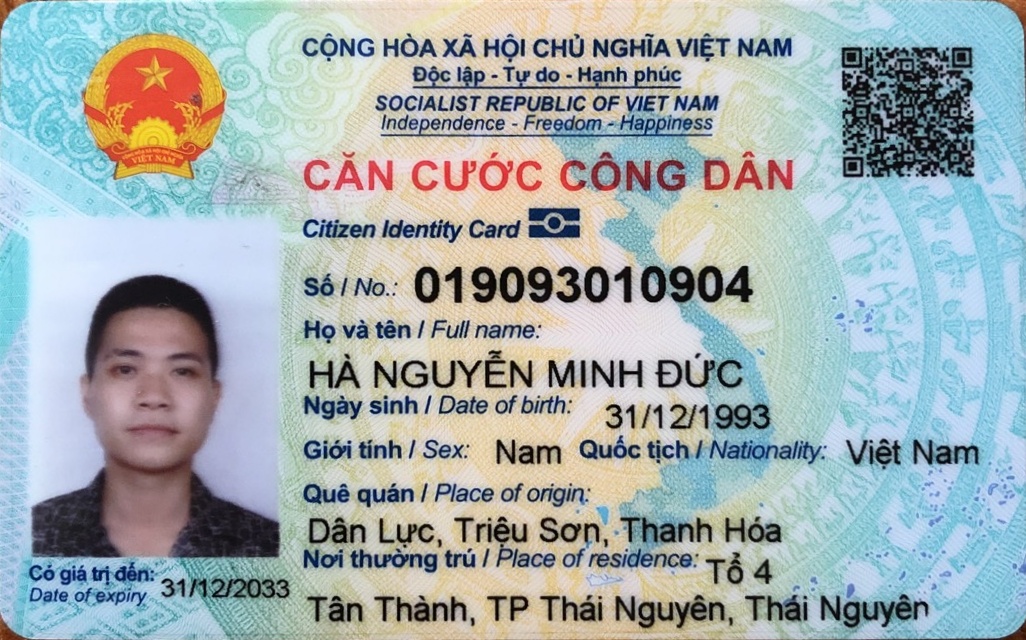 CỘNG HÒA XÃ HỘI CHỦ NGHĨA VIỆT NAM
Độc lập - Tự do - Hạnh phúc
SOCIALIST REPUBLIC OF VIET NAM
Independence - Freedom - Happiness
CĂN CƯỚC CÔNG DÂN
Citizen Identity Card
VIỆT NAM
Số / No.: 019093010904
Họ và tên / Full name:
HÀ NGUYỄN MINH ĐỨC
Ngày sinh / Date of birth: 31/12/1993
Giới tính / Sex: Nam Quốc tịch / Nationality: Việt Nam
Quê quán / Place of origin:
Dân Lực, Triệu Sơn, Thanh Hóa
Nơi thường trú / Place of residence: Tổ 4
Tân Thành, TP Thái Nguyên, Thái Nguyên
Có giá trị đến: 31/12/2033
Date of expiry